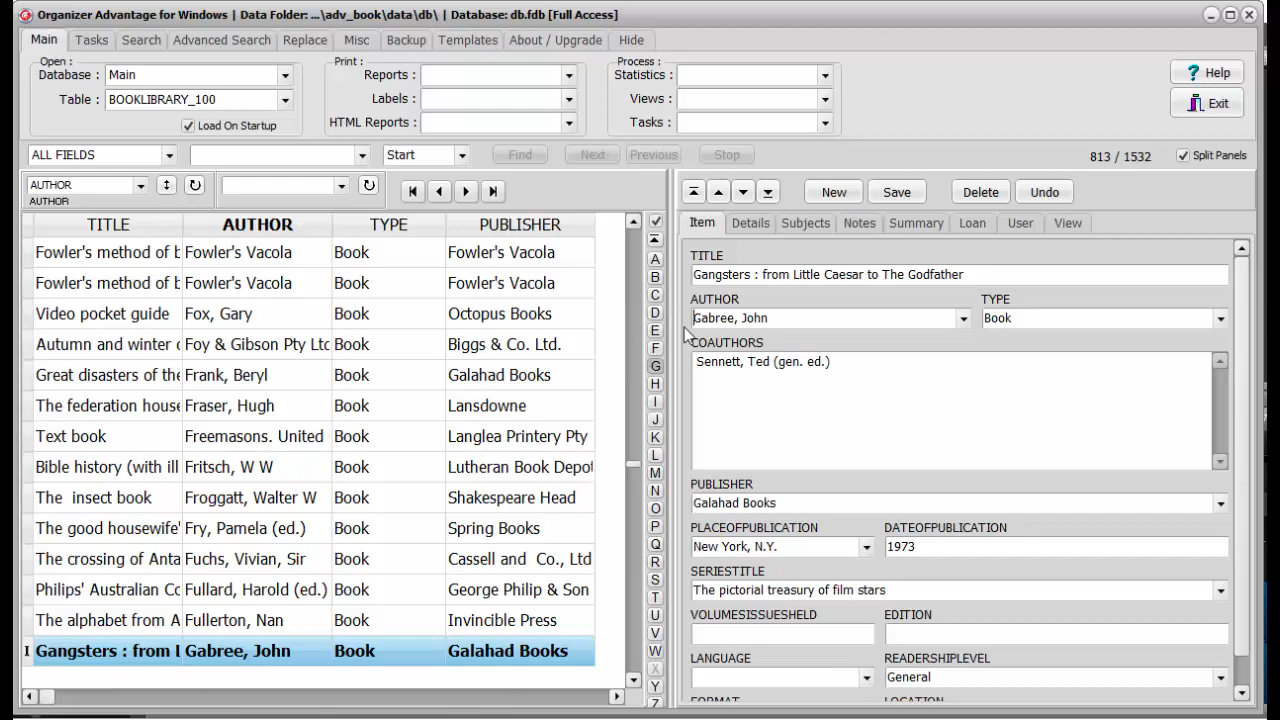 Organizer Advantage for Windows | Data Folder: ...\adv_book\data\db\ | Database: db.fdb [Full Access]
Main Tasks Search Advanced Search Replace Misc Backup Templates About / Upgrade Hide
Open: Print: Process:
Database: Main Reports: Statistics: Help
Table: BOOKLIBRARY_100 Labels: Views: Exit
Load On Startup HTML Reports: Tasks:
ALL FIELDS Start Find Next Previous Stop 813 / 1532 Split Panels
AUTHOR
AUTHOR
New Save Delete Undo
TITLE AUTHOR TYPE PUBLISHER
Fowler's method of b Fowler's Vacola Book Fowler's Vacola
Fowler's method of b Fowler's Vacola Book Fowler's Vacola
Video pocket guide Fox, Gary Book Octopus Books
Autumn and winter c Foy & Gibson Pty Ltd Book Biggs & Co. Ltd.
Great disasters of the Frank, Beryl Book Galahad Books
The federation house Fraser, Hugh Book Lansdowne
Text book Freemasons. United Book Langlea Printery Pty
Bible history (with ill Fritsch, W W Book Lutheran Book Depot
The insect book Froggatt, Walter W Book Shakespeare Head
The good housewife' Fry, Pamela (ed.) Book Spring Books
The crossing of Anta Fuchs, Vivian, Sir Book Cassell and Co., Ltd
Philips' Australian Co Fullard, Harold (ed.) Book George Philip & Son
The alphabet from A Fullerton, Nan Book Invincible Press
I Gangsters : from L Gabree, John Book Galahad Books
A
B
C
D
E
F
G
H
I
J
K
L
M
N
O
P
Q
R
S
T
U
V
W
X
Y
Z
Item Details Subjects Notes Summary Loan User View
TITLE
Gangsters : from Little Caesar to The Godfather
AUTHOR TYPE
Gabree, John Book
COAUTHORS
Sennett, Ted (gen. ed.)
PUBLISHER
Galahad Books
PLACEOFPUBLICATION DATEOFPUBLICATION
New York, N.Y. 1973
SERIESTITLE
The pictorial treasury of film stars
VOLUMESISSUESHELD EDITION
LANGUAGE READERSHIPLEVEL
General
FORMAT LOCATION